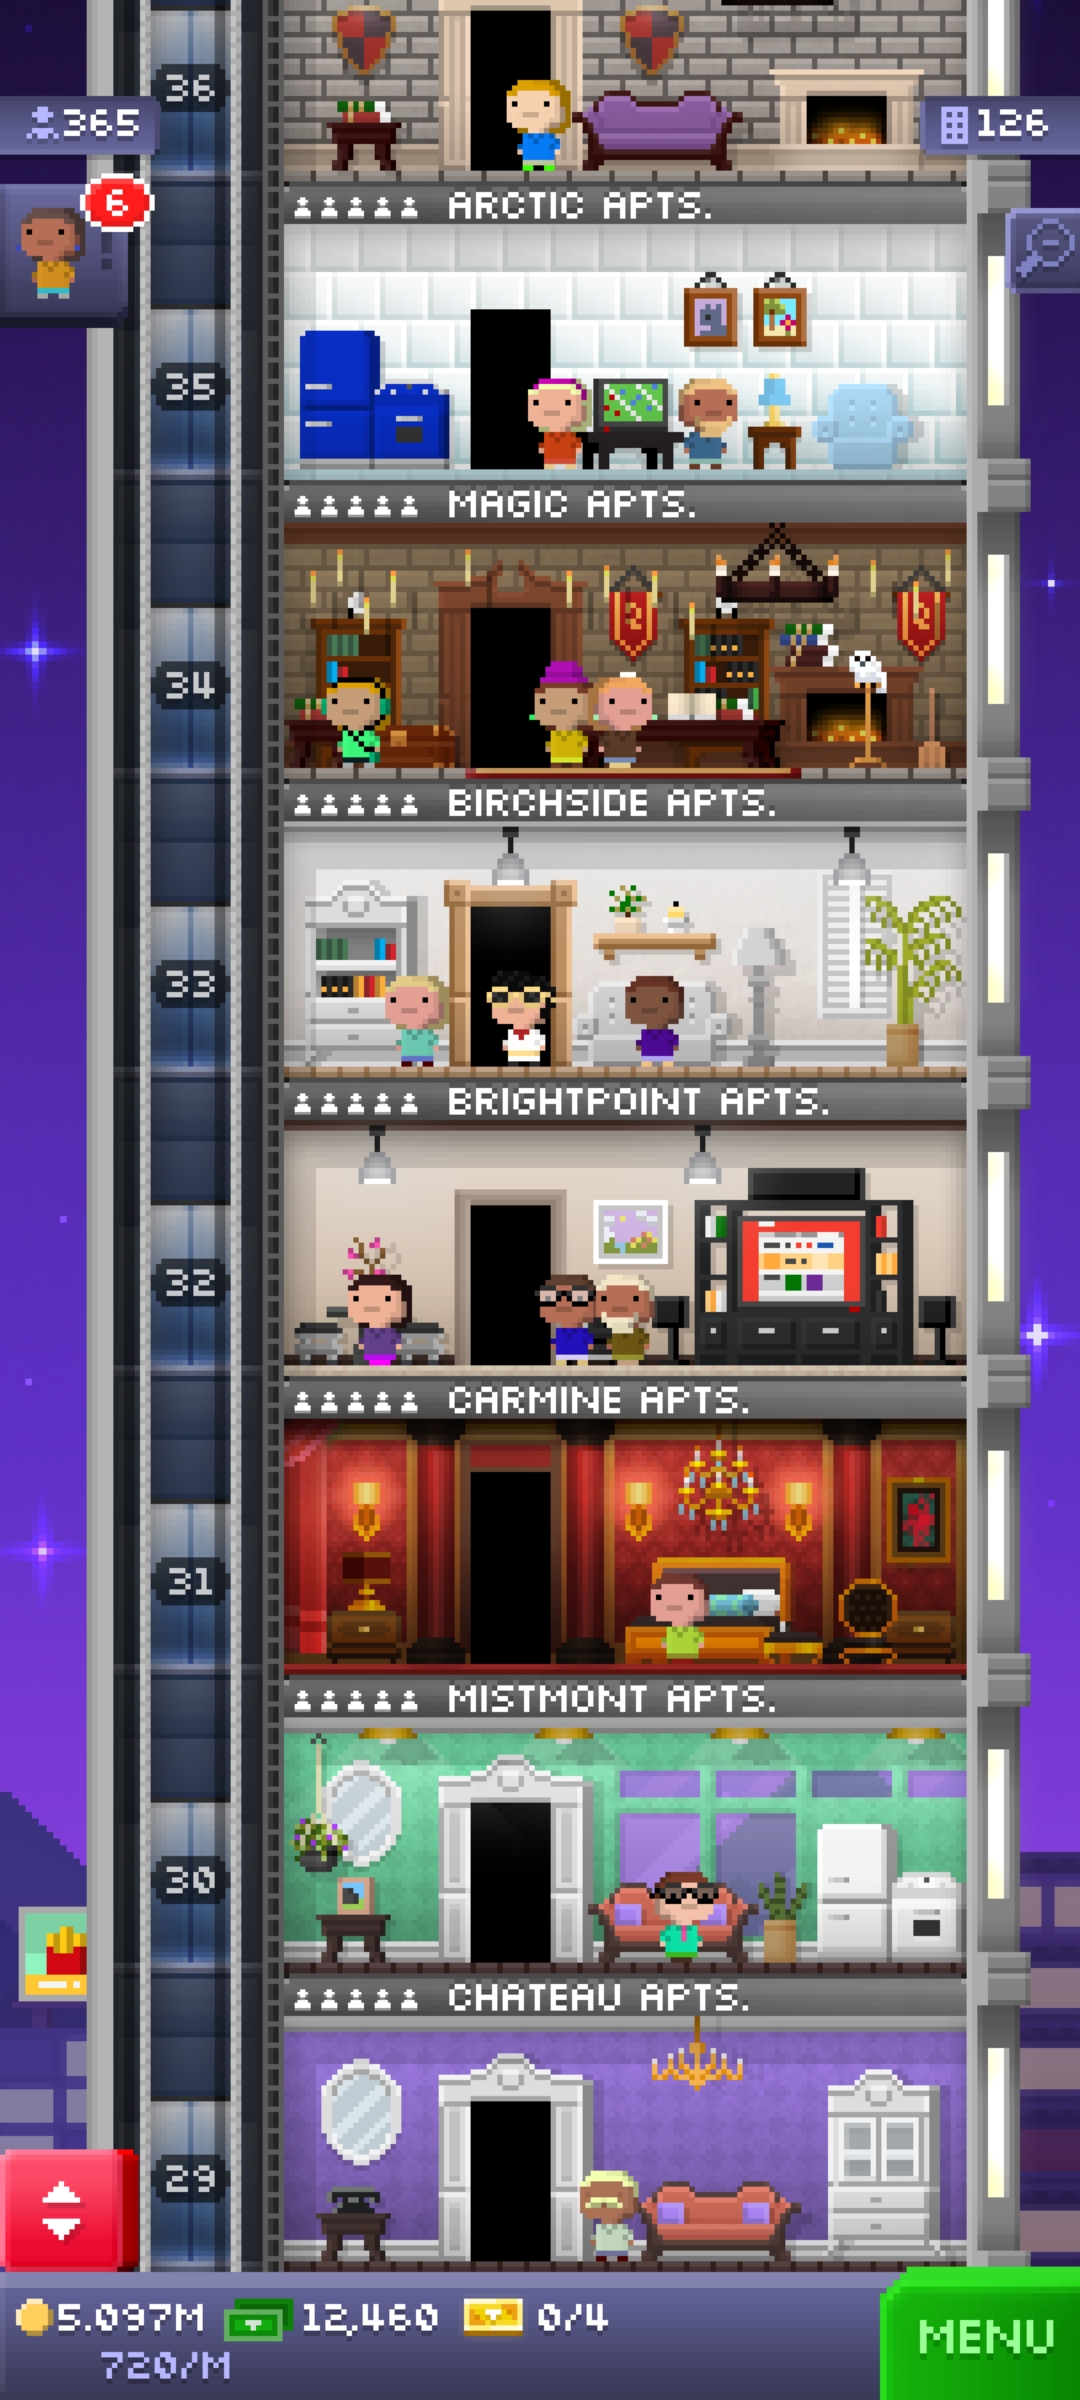 36
365
126
6
ARCTIC APTS.
35
MAGIC APTS.
34
BIRCHSIDE APTS.
33
BRIGHTPOINT APTS.
32
CARMINE APTS.
31
MISTMONT APTS.
30
CHATEAU APTS.
29
5.097M 12,460 0/4
720/M
MENU